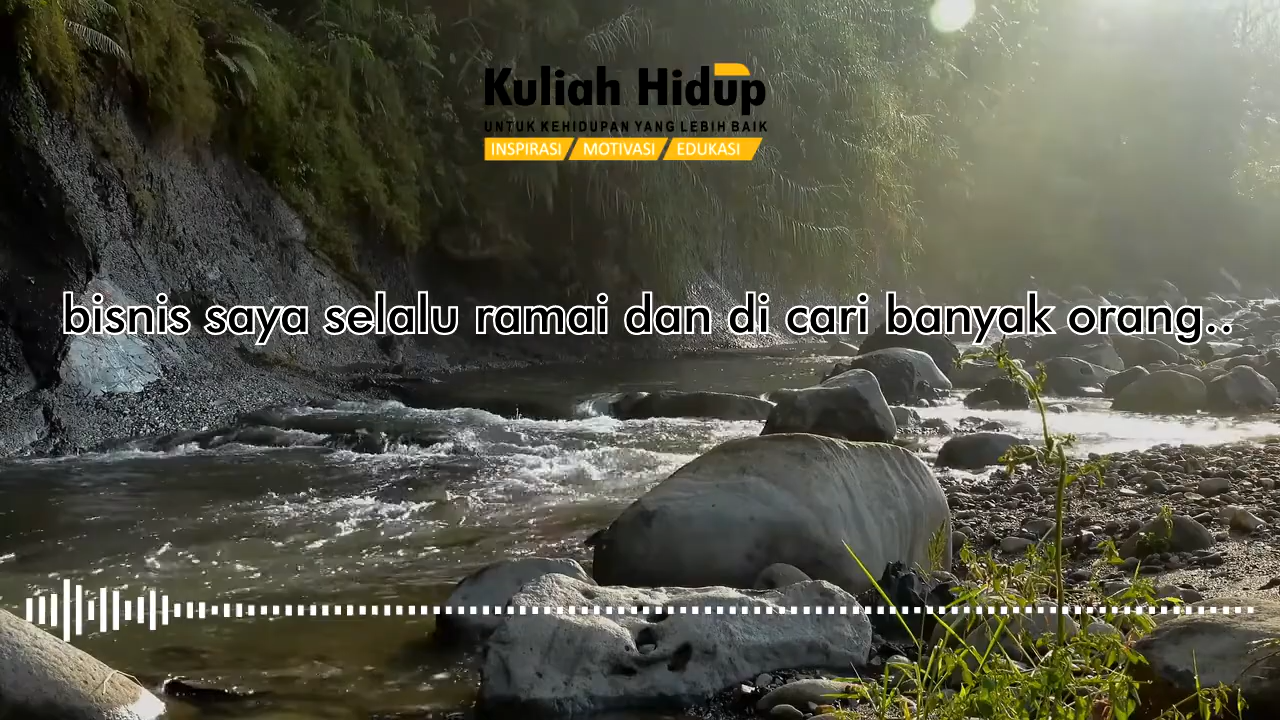 Kuliah Hidup
UNTUK KEHIDUPAN YANG LEBIH BAIK
INSPIRASI / MOTIVASI / EDUKASI
bisnis saya selalu ramai dan di cari banyak orang..